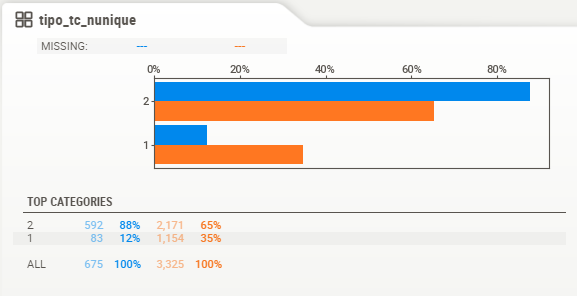 tipo_tc_nunique
MISSING: --- ---
0% 20% 40% 60% 80%
2
1
TOP CATEGORIES
2 592 88% 2,171 65%
1 83 12% 1,154 35%
ALL 675 100% 3,325 100%